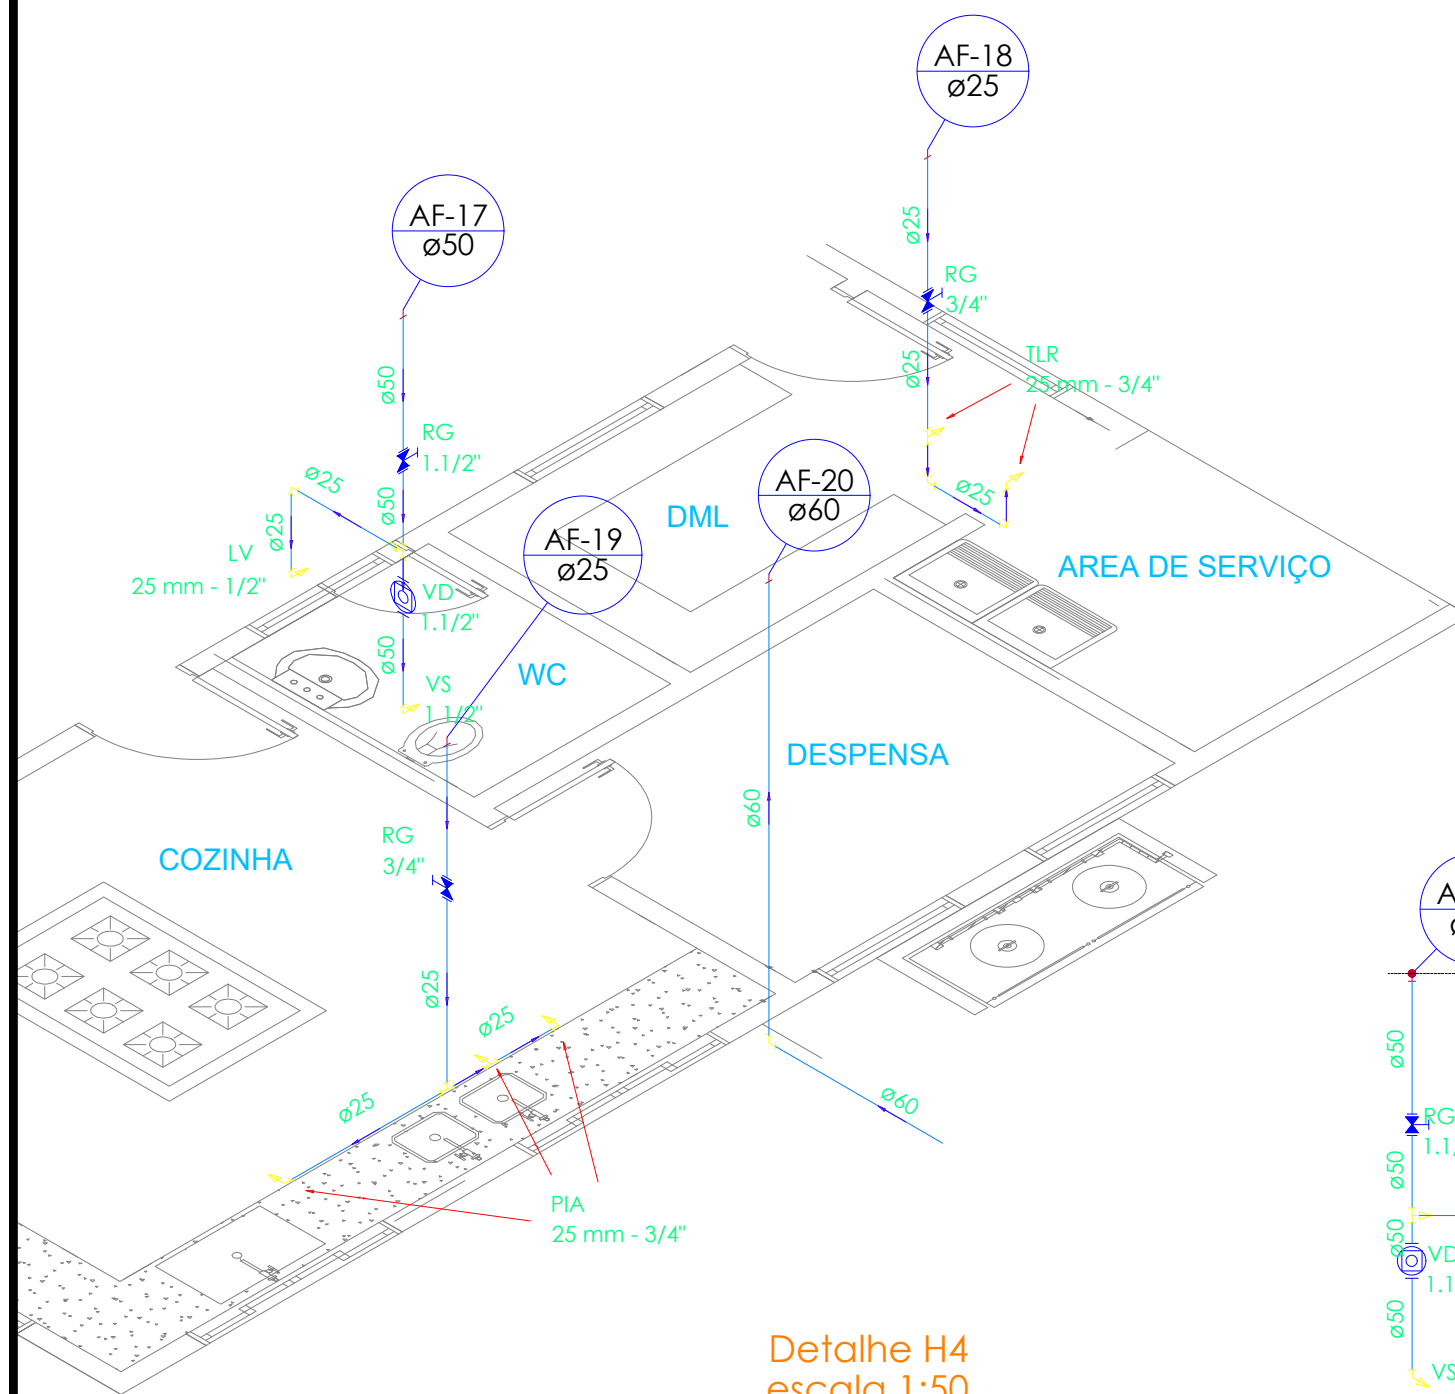 AF-18
ø25
AF-17
ø50
ø25
RG
3/4"
ø25
TLR
25 mm - 3/4"
ø50
RG
1.1/2"
ø25
ø50
ø25
LV
25 mm - 1/2"
AF-20
ø60
DML
ø25
AF-19
ø25
AREA DE SERVIÇO
VD
1.1/2"
ø50
WC
VS
1.1/2"
DESPENSA
ø60
RG
3/4"
COZINHA
ø25
ø25
ø25
ø60
PIA
25 mm - 3/4"
Detalhe H4
escala 1:50
ø50
RG
ø50
ø50
VD
ø50
VS